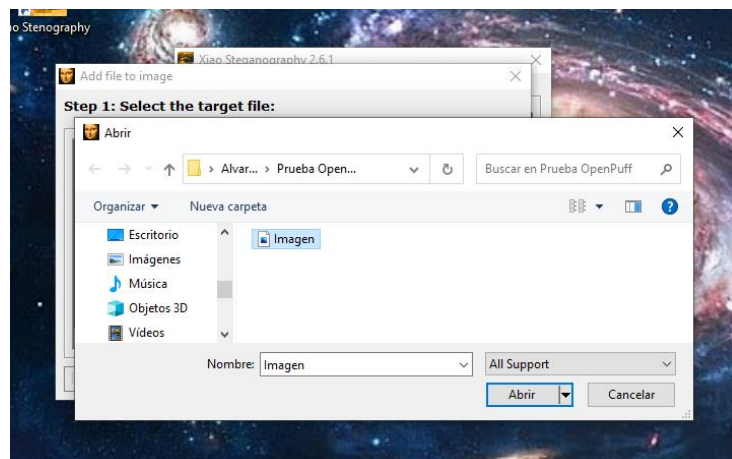 o Stenography
Xiao Steganography 2.6.1
Add file to image
Step 1: Select the target file:
Abrir
Alvar... > Prueba Open...
Buscar en Prueba OpenPuff
Organizar
Nueva carpeta
Escritorio
Imágenes
Música
Objetos 3D
Vídeos
Imagen
Nombre: Imagen
All Support
Abrir
Cancelar